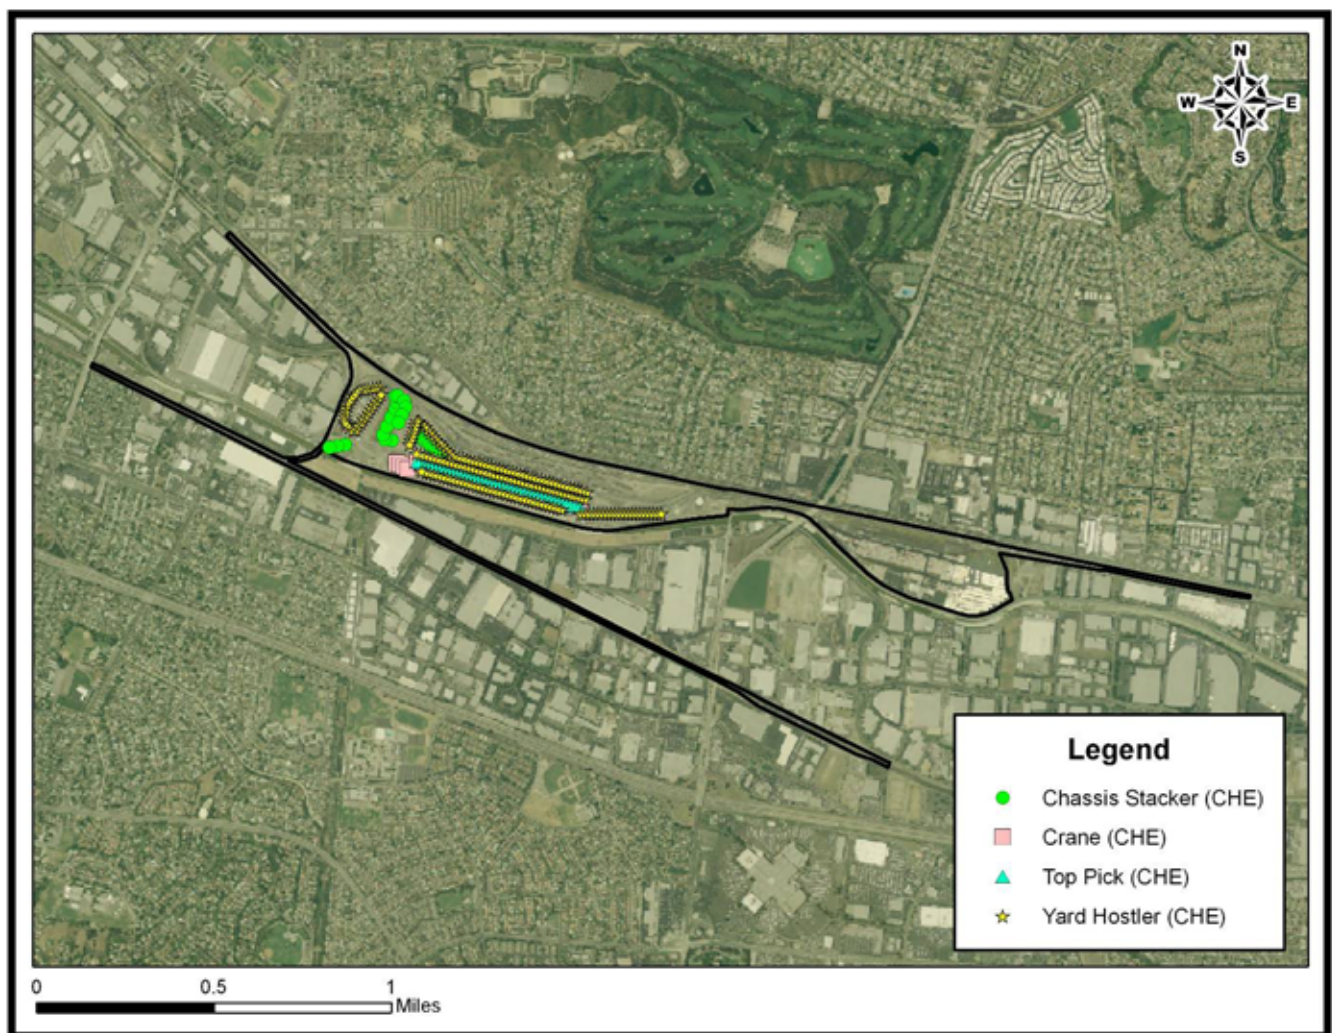 N
W E
S
Legend
Chassis Stacker (CHE)
Crane (CHE)
Top Pick (CHE)
Yard Hostler (CHE)
0 0.5 1
Miles